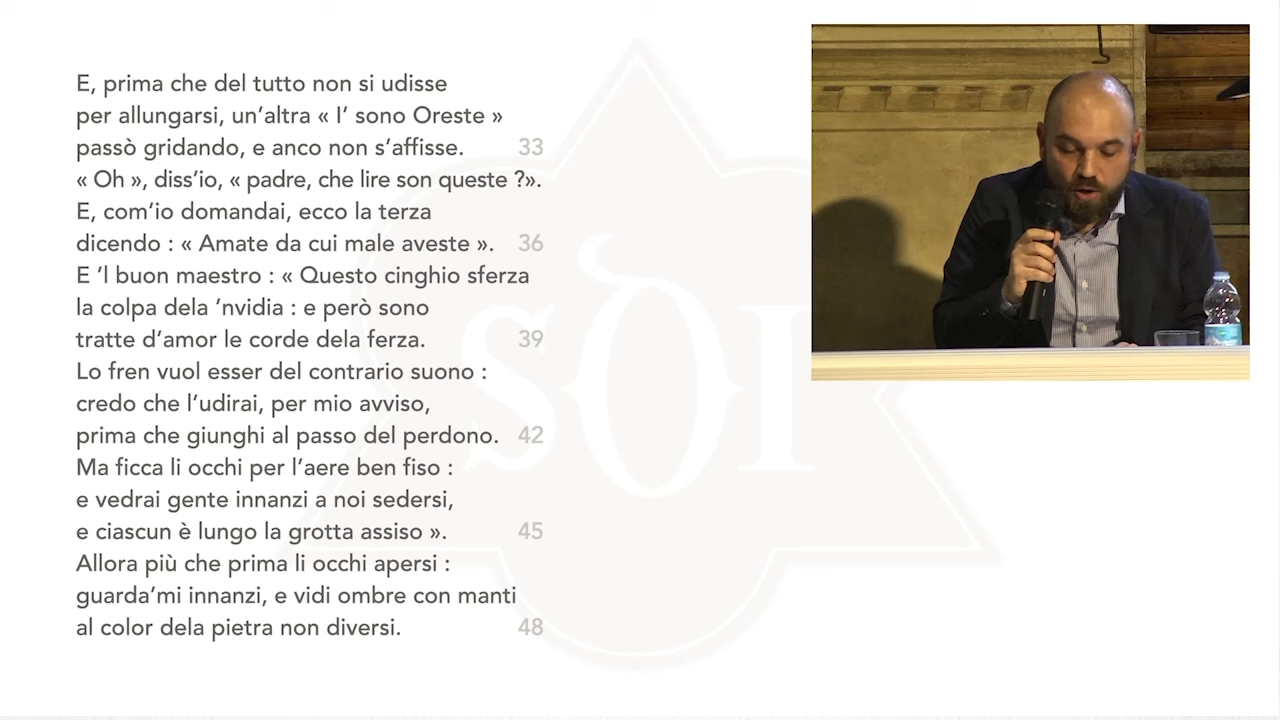 E, prima che del tutto non si udisse
per allungarsi, un’altra « I’ sono Oreste »
passò gridando, e anco non s’affisse. 33
« Oh », diss’io, « padre, che lire son queste ?».
E, com’io domandai, ecco la terza
dicendo : « Amate da cui male aveste ». 36
E ‘l buon maestro : « Questo cinghio sferza
la colpa dela ‘nvidia : e però sono
tratte d’amor le corde dela ferza. 39
Lo fren vuol esser del contrario suono :
credo che l’udirai, per mio avviso,
prima che giunghi al passo del perdono. 42
Ma ficca li occhi per l’aere ben fiso :
e vedrai gente innanzi a noi sedersi,
e ciascun è lungo la grotta assiso ». 45
Allora più che prima li occhi apersi :
guarda’mi innanzi, e vidi ombre con manti
al color dela pietra non diversi. 48
SÒI